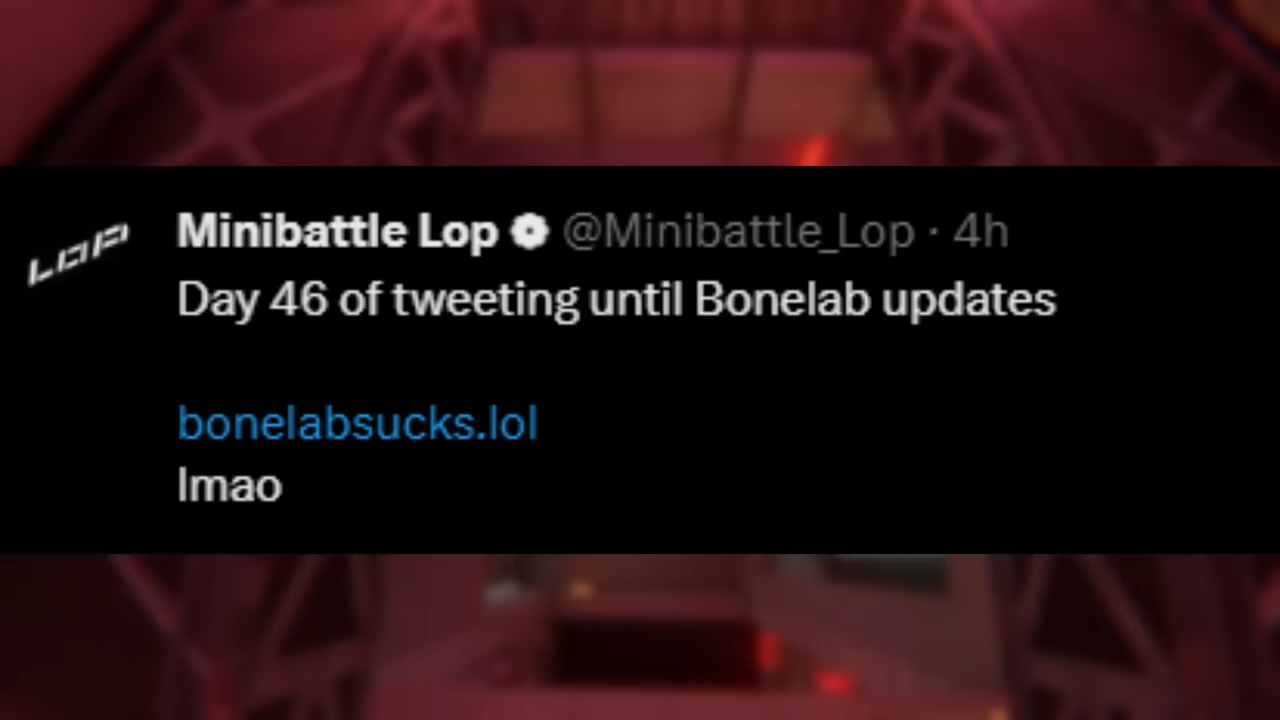 LOP
Minibattle Lop @Minibattle_Lop · 4h
Day 46 of tweeting until Bonelab updates
bonelabsucks.lol
lmao